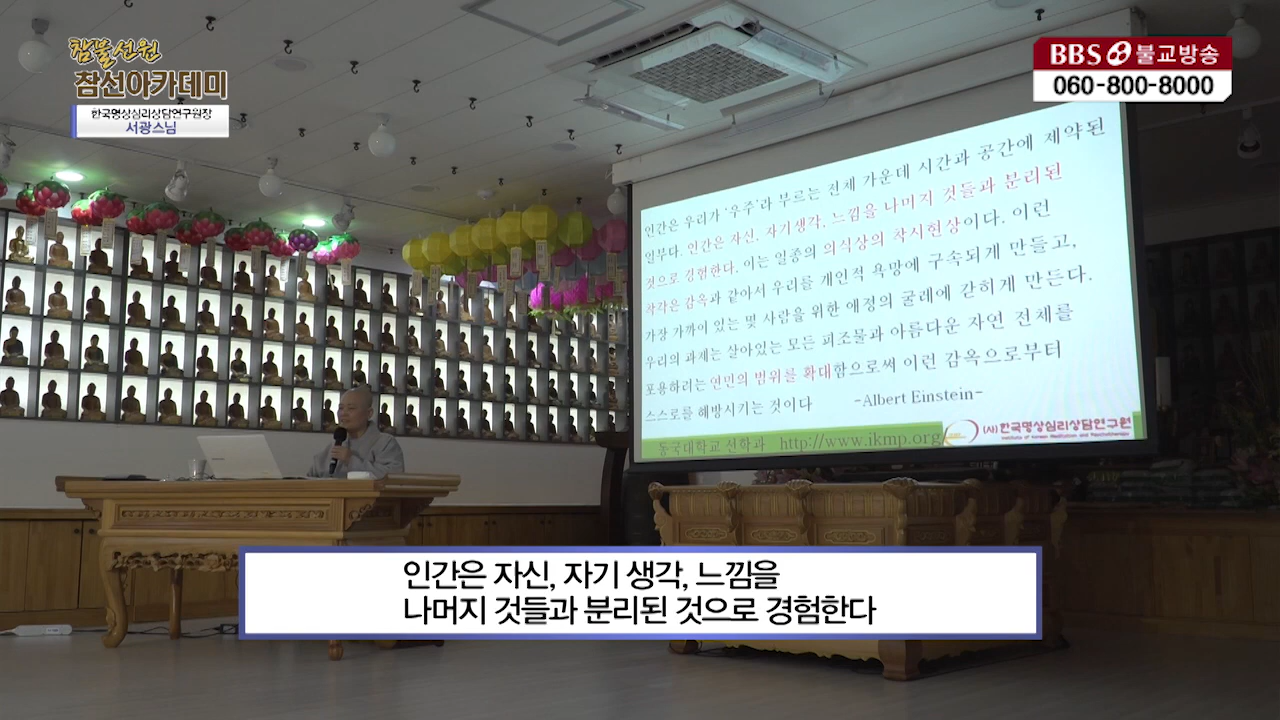 참불선원
참선아카데미
한국명상심리상담연구원장
서광스님
BBS 불교방송
060-800-8000
인간은 우리가 '우주'라 부르는 전체 가운데 시간과 공간에 제약된
일부다. 인간은 자신, 자기생각, 느낌을 나머지 것들과 분리된
것으로 경험한다. 이는 일종의 의식상의 착시현상이다. 이런
착각은 감옥과 같아서 우리를 개인적 욕망에 구속되게 만들고,
가장 가까이 있는 몇 사람을 위한 애정의 굴레에 갇히게 만든다.
우리의 과제는 살아있는 모든 피조물과 아름다운 자연 전체를
포용하려는 연민의 범위를 확대함으로써 이런 감옥으로부터
스스로를 해방시키는 것이다 -Albert Einstein-
동국대학교 선학과 http://www.ikmp.org
(사)한국명상심리상담연구원
Institute of Korean Meditation and Psychotherapy
인간은 자신, 자기 생각, 느낌을
나머지 것들과 분리된 것으로 경험한다